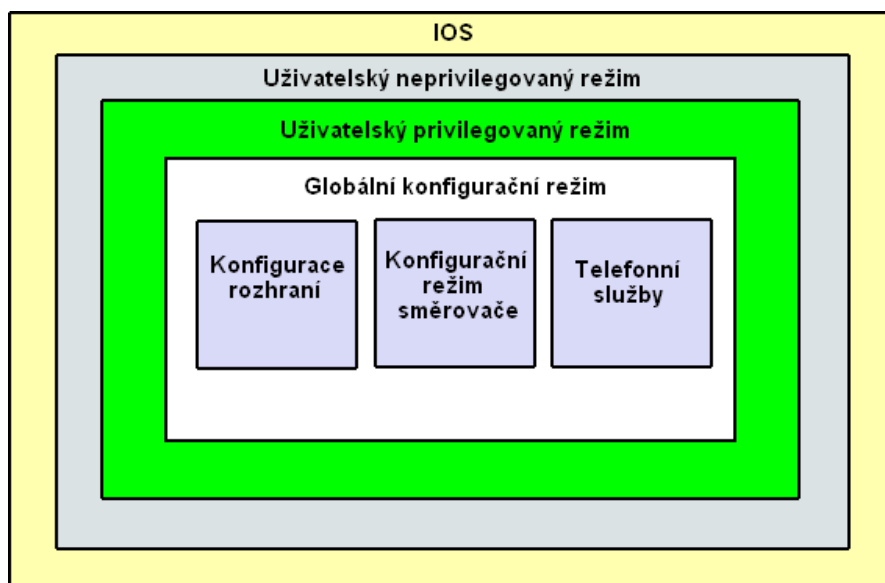 IOS
Uživatelský neprivilegovaný režim
Uživatelský privilegovaný režim
Globální konfigurační režim
Konfigurace
rozhraní
Konfigurační
režim
směrovače
Telefonní
služby